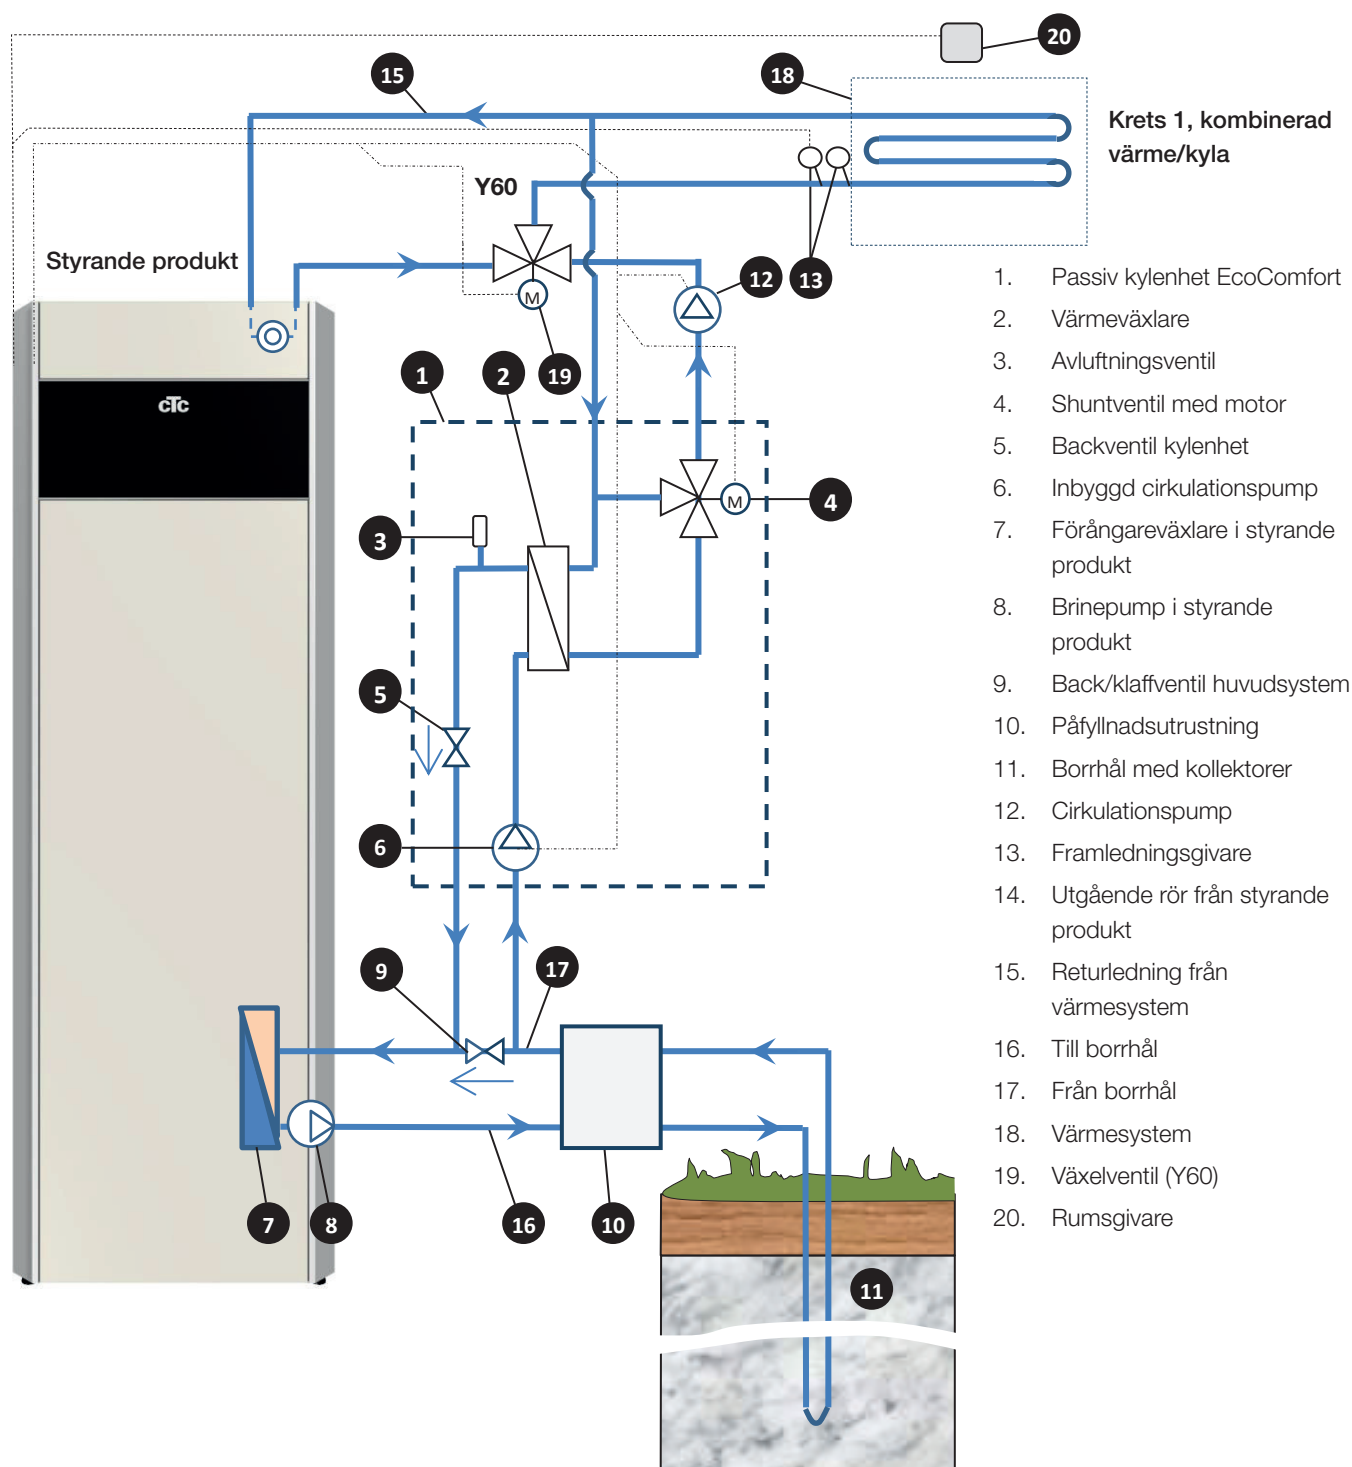 20
15
18
Krets 1, kombinerad
värme/kyla
Y60
Styrande produkt
12
13
M
19
1
2
cTc
M
4
3
5
6
9
17
7
8
16
10
11
1. Passiv kylenhet EcoComfort
2. Värmeväxlare
3. Avluftningsventil
4. Shuntventil med motor
5. Backventil kylenhet
6. Inbyggd cirkulationspump
7. Förångareväxlare i styrande
produkt
8. Brinepump i styrande
produkt
9. Back/klaffventil huvudsystem
10. Påfyllnadsutrustning
11. Borrhål med kollektorer
12. Cirkulationspump
13. Framledningsgivare
14. Utgående rör från styrande
produkt
15. Returledning från
värmesystem
16. Till borrhål
17. Från borrhål
18. Värmesystem
19. Växelventil (Y60)
20. Rumsgivare